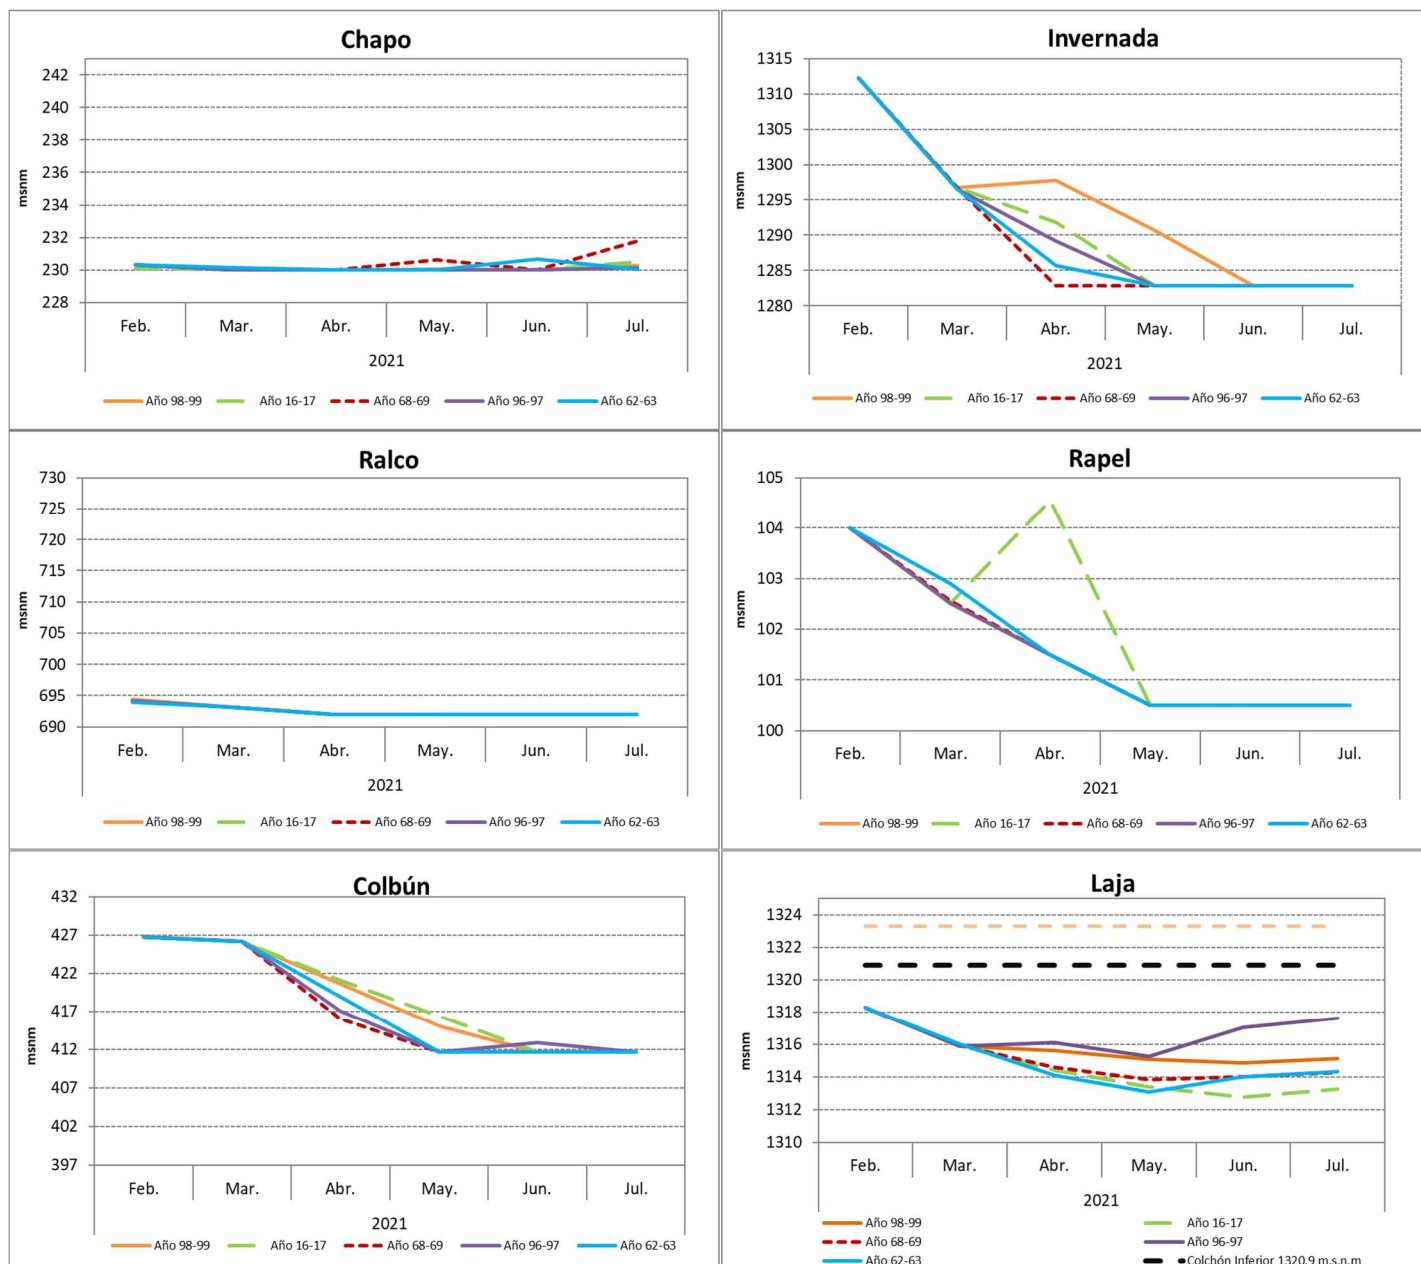 Chapo
msnm
242
240
238
236
234
232
230
228
Feb. Mar. Abr. May. Jun. Jul.
2021
Año 98-99 Año 16-17 Año 68-69 Año 96-97 Año 62-63
Invernada
msnm
1315
1310
1305
1300
1295
1290
1285
1280
Feb. Mar. Abr. May. Jun. Jul.
2021
Año 98-99 Año 16-17 Año 68-69 Año 96-97 Año 62-63
Ralco
msnm
730
725
720
715
710
705
700
695
690
Feb. Mar. Abr. May. Jun. Jul.
2021
Año 98-99 Año 16-17 Año 68-69 Año 96-97 Año 62-63
Rapel
msnm
105
104
103
102
101
100
Feb. Mar. Abr. May. Jun. Jul.
2021
Año 98-99 Año 16-17 Año 68-69 Año 96-97 Año 62-63
Colbún
msnm
432
427
422
417
412
407
402
397
Feb. Mar. Abr. May. Jun. Jul.
2021
Año 98-99 Año 16-17 Año 68-69 Año 96-97 Año 62-63
Laja
msnm
1324
1322
1320
1318
1316
1314
1312
1310
Feb. Mar. Abr. May. Jun. Jul.
2021
Año 98-99 Año 16-17
Año 68-69 Año 96-97
Año 62-63 Colchón Inferior 1320,9 m.s.n.m